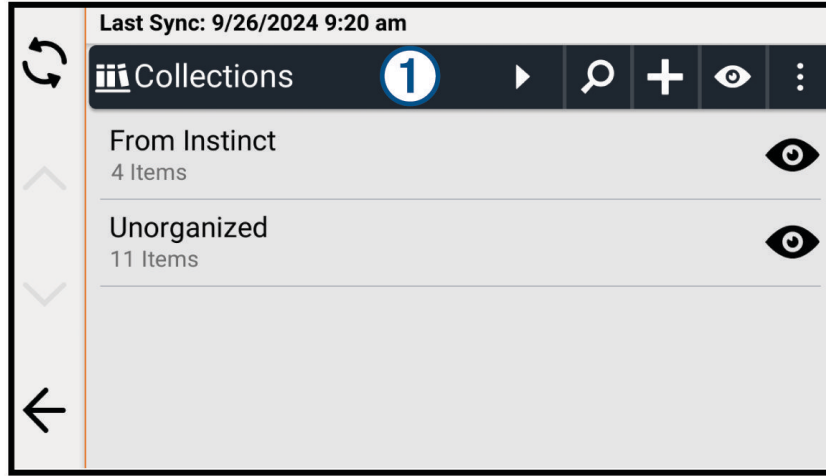 Last Sync: 9/26/2024 9:20 am
Collections 1
From Instinct
4 Items
Unorganized
11 Items